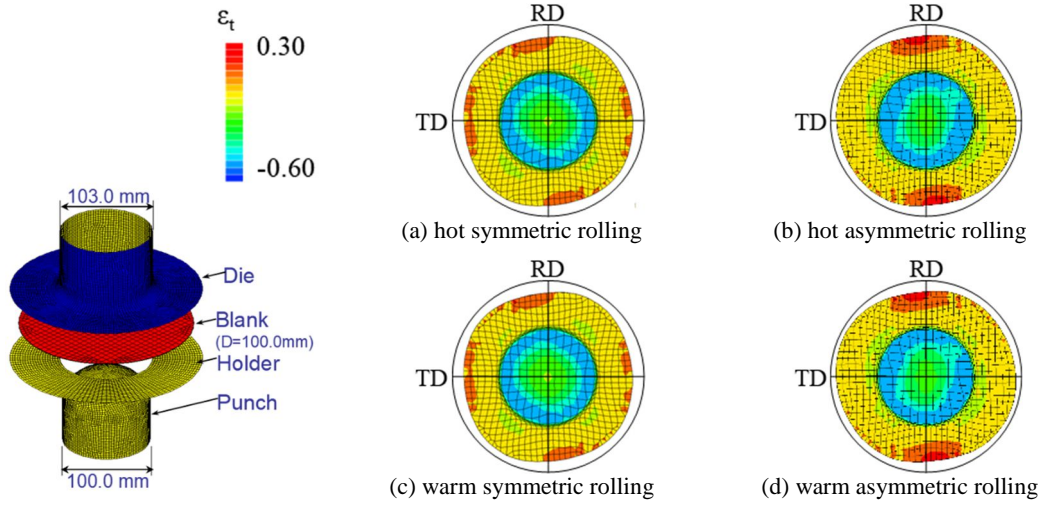 εt
0.30
-0.60
103.0 mm
Die
Blank
(D=100.0mm)
Holder
Punch
100.0 mm
RD
TD
(a) hot symmetric rolling
RD
TD
(b) hot asymmetric rolling
RD
TD
(c) warm symmetric rolling
RD
TD
(d) warm asymmetric rolling